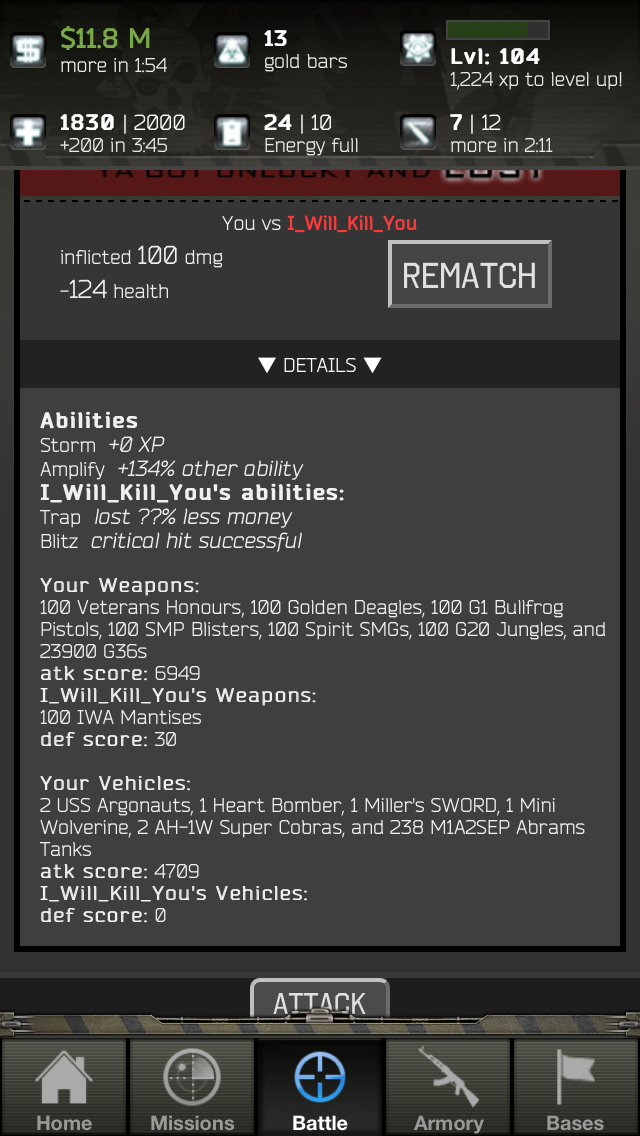 $11.8 M
more in 1:54
13
gold bars
Lvl: 104
1,224 xp to level up!
1830 | 2000
+200 in 3:45
24 | 10
Energy full
7 | 12
more in 2:11
YA GOT UNLUCKY AND LOST
You vs I_Will_Kill_You
inflicted 100 dmg
-124 health
REMATCH
▼ DETAILS ▼
Abilities
Storm +0 XP
Amplify +134% other ability
I_Will_Kill_You's abilities:
Trap lost ??% less money
Blitz critical hit successful
Your Weapons:
100 Veterans Honours, 100 Golden Deagles, 100 G1 Bullfrog
Pistols, 100 SMP Blisters, 100 Spirit SMGs, 100 G20 Jungles, and
23900 G36s
atk score: 6949
I_Will_Kill_You's Weapons:
100 IWA Mantises
def score: 30
Your Vehicles:
2 USS Argonauts, 1 Heart Bomber, 1 Miller's SWORD, 1 Mini
Wolverine, 2 AH-1W Super Cobras, and 238 M1A2SEP Abrams
Tanks
atk score: 4709
I_Will_Kill_You's Vehicles:
def score: 0
ATTACK
Home
Missions
Battle
Armory
Bases